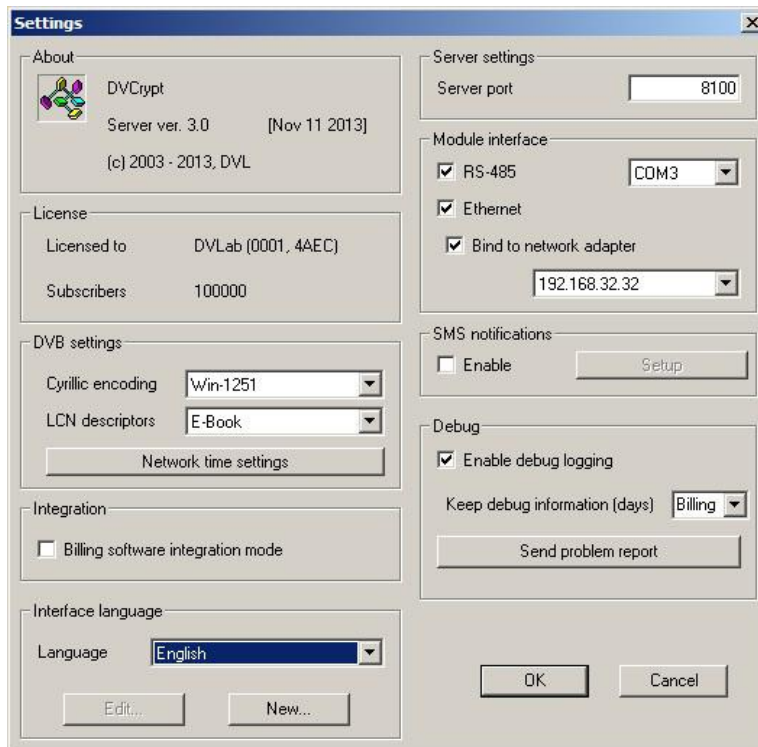 Settings
About
DVCrypt
Server ver. 3.0 [Nov 11 2013]
(c) 2003 - 2013, DVL
License
Licensed to DVLab (0001, 4AEC)
Subscribers 100000
DVB settings
Cyrillic encoding Win-1251
LCN descriptors E-Book
Network time settings
Integration
Billing software integration mode
Interface language
Language English
Edit... New...
Server settings
Server port 8100
Module interface
RS-485 COM3
Ethernet
Bind to network adapter
192.168.32.32
SMS notifications
Enable Setup
Debug
Enable debug logging
Keep debug information (days) Billing
Send problem report
OK Cancel